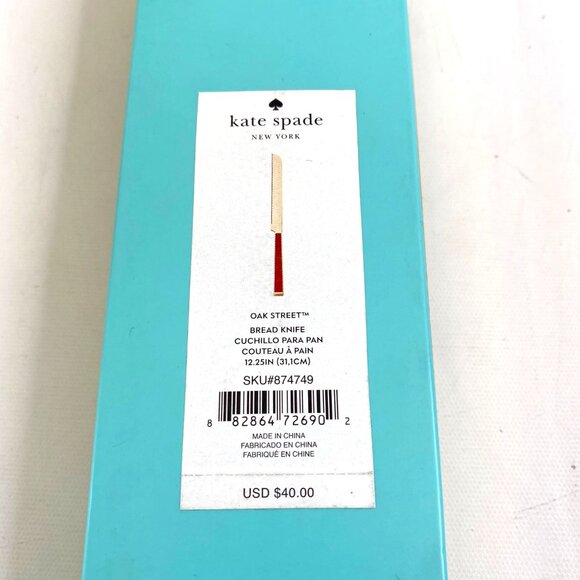 kate spade
NEW YORK
OAK STREET™
BREAD KNIFE
CUCHILLO PARA PAN
COUTEAU À PAIN
12.25IN (31,1CM)
SKU#874749
8 82864 72690 2
MADE IN CHINA
FABRICADO EN CHINA
FABRIQUÉ EN CHINE
USD $40.00